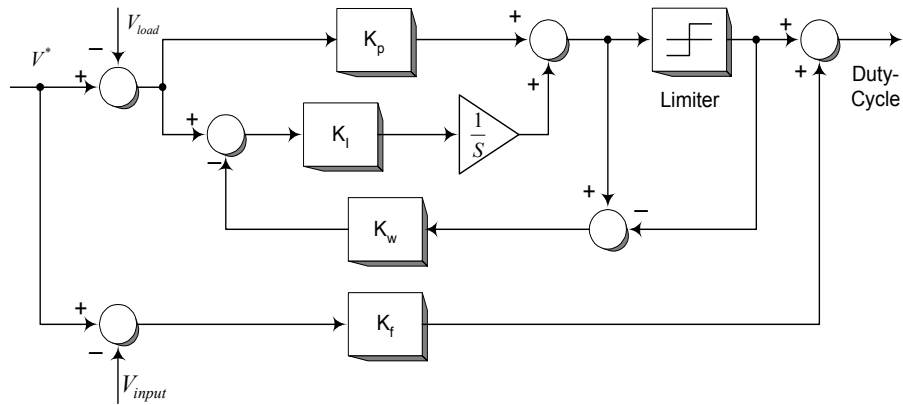 V_load
V*
K_p
Limiter
Duty-
Cycle
K_I
1
S
K_w
K_f
V_input
+
−
+
+
+
+
+
−
+
−
+
−